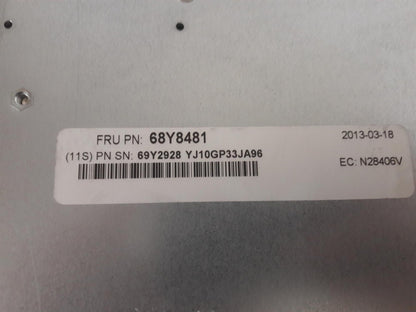 FRU PN: 68Y8481
2013-03-18
(11S) PN SN: 69Y2928 YJ10GP33JA96
EC: N28406V